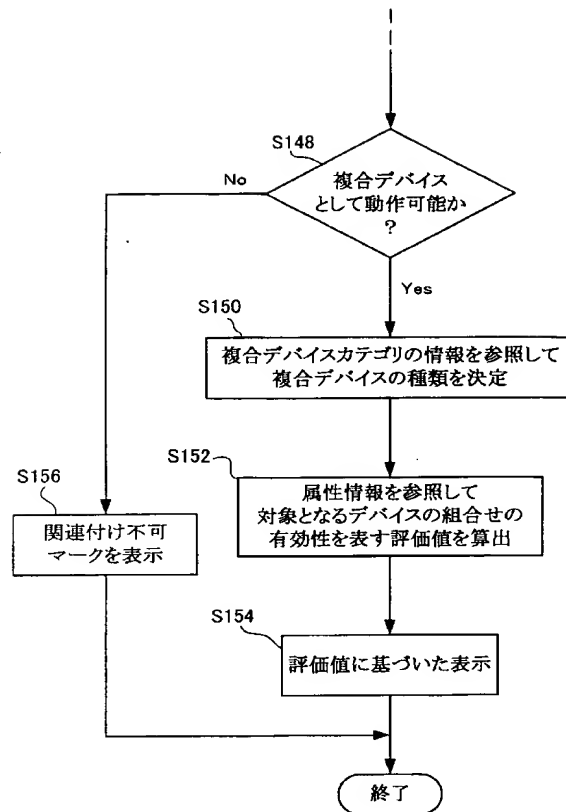 S148
複合デバイス
として動作可能か
?
No
Yes
S150
複合デバイスカテゴリの情報を参照して
複合デバイスの種類を決定
S152
属性情報を参照して
対象となるデバイスの組合せの
有効性を表す評価値を算出
S156
関連付け不可
マークを表示
S154
評価値に基づいた表示
終了